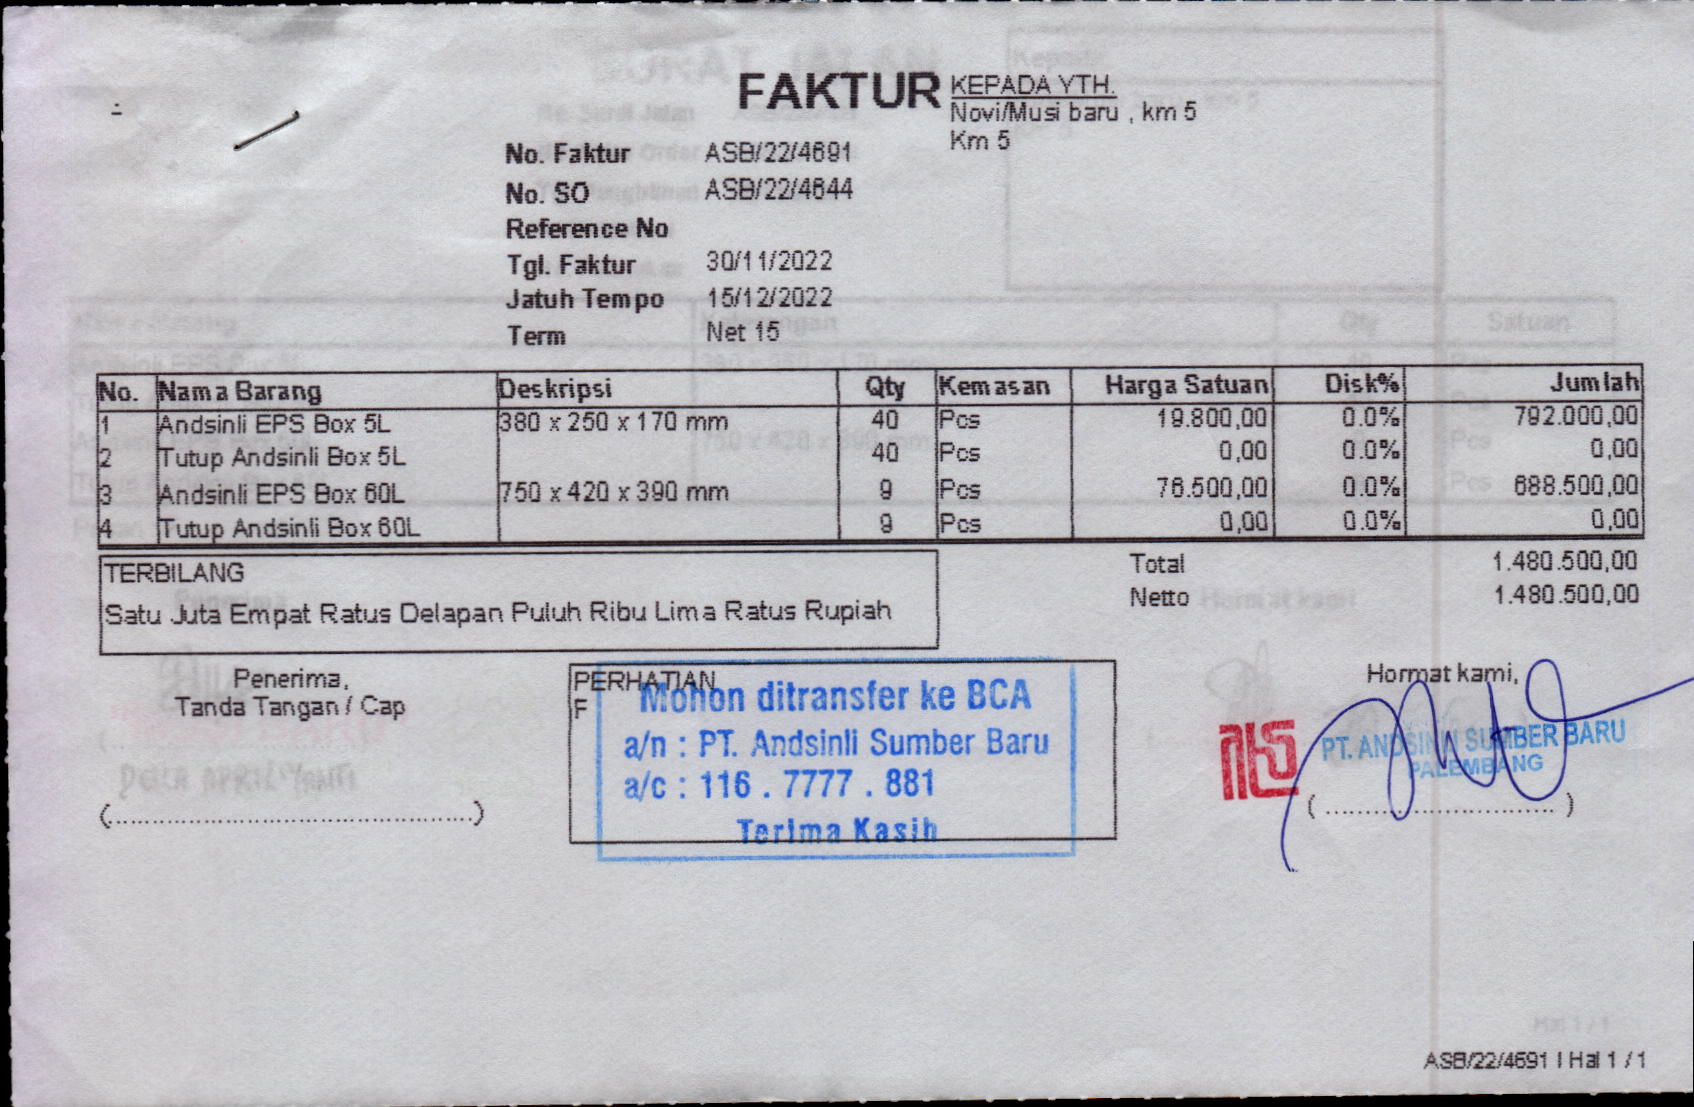 FAKTUR
KEPADA YTH.
Novi/Musi baru , km 5
Km 5
No. Faktur ASB/22/4691
No. SO ASB/22/4644
Reference No
Tgl. Faktur 30/11/2022
Jatuh Tempo 15/12/2022
Term Net 15
No. Nama Barang Deskripsi Qty Kemasan Harga Satuan Disk% Jumlah
1 Andsinli EPS Box 5L 380 x 250 x 170 mm 40 Pcs 19.800,00 0.0% 792.000,00
2 Tutup Andsinli Box 5L 40 Pcs 0,00 0.0% 0,00
3 Andsinli EPS Box 60L 750 x 420 x 390 mm 9 Pcs 76.500,00 0.0% 688.500,00
4 Tutup Andsinli Box 60L 9 Pcs 0,00 0.0% 0,00
Total 1.480.500,00
Netto 1.480.500,00
TERBILANG
Satu Juta Empat Ratus Delapan Puluh Ribu Lima Ratus Rupiah
Penerima,
Tanda Tangan / Cap
(................................................)
PERHATIAN
F
Mohon ditransfer ke BCA
a/n : PT. Andsinli Sumber Baru
a/c : 116 . 7777 . 881
Terima Kasih
Hormat kami,
PT. ANDSINLI SUMBER BARU
PALEMBANG
( .............................. )
ASB/22/4691 I Hal 1 / 1